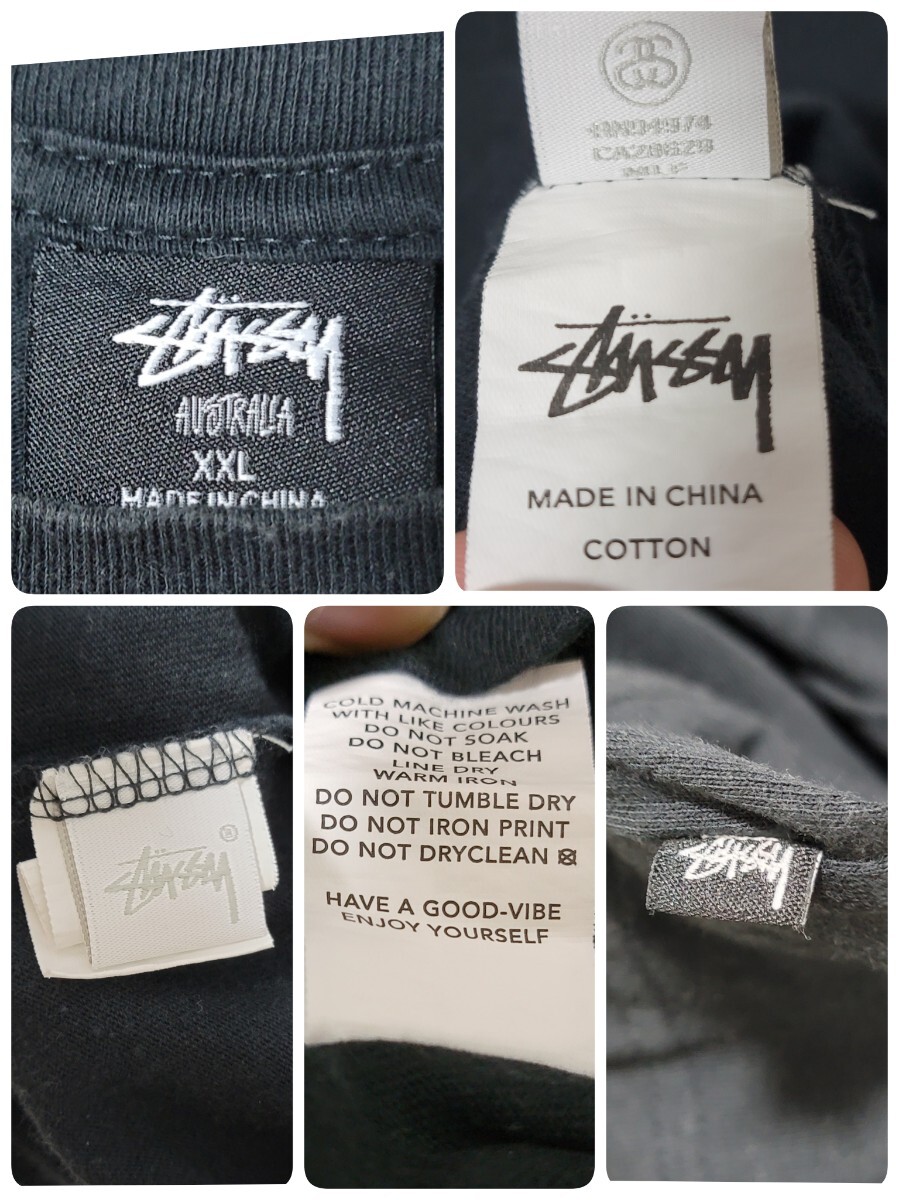 STÜSSY
AUSTRALIA
XXL
MADE IN CHINA
CA28628
STÜSSY
MADE IN CHINA
COTTON
STÜSSY
®
COLD MACHINE WASH
WITH LIKE COLOURS
DO NOT SOAK
DO NOT BLEACH
LINE DRY
WARM IRON
DO NOT TUMBLE DRY
DO NOT IRON PRINT
DO NOT DRYCLEAN
HAVE A GOOD-VIBE
ENJOY YOURSELF
STÜSSY